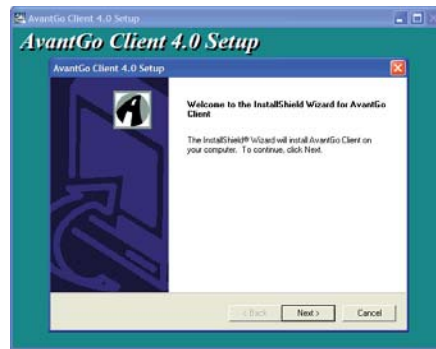 AvantGo Client 4.0 Setup
AvantGo Client 4.0 Setup
AvantGo Client 4.0 Setup
Welcome to the InstallShield Wizard for AvantGo
Client
The InstallShield® Wizard will install AvantGo Client on
your computer. To continue, click Next.
< Back
Next >
Cancel